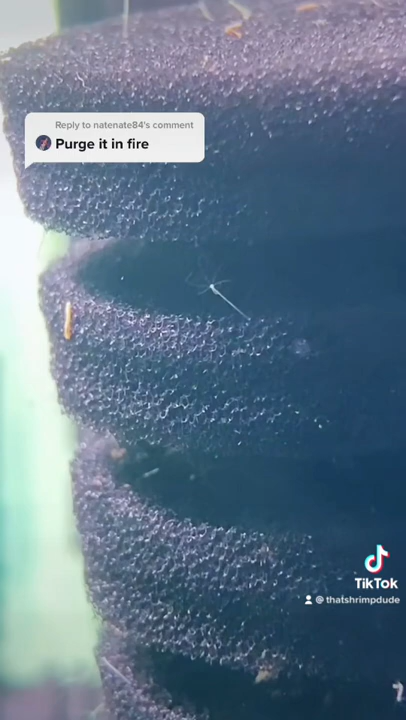 Reply to natenate84's comment
Purge it in fire
TikTok
@thatshrimpdude